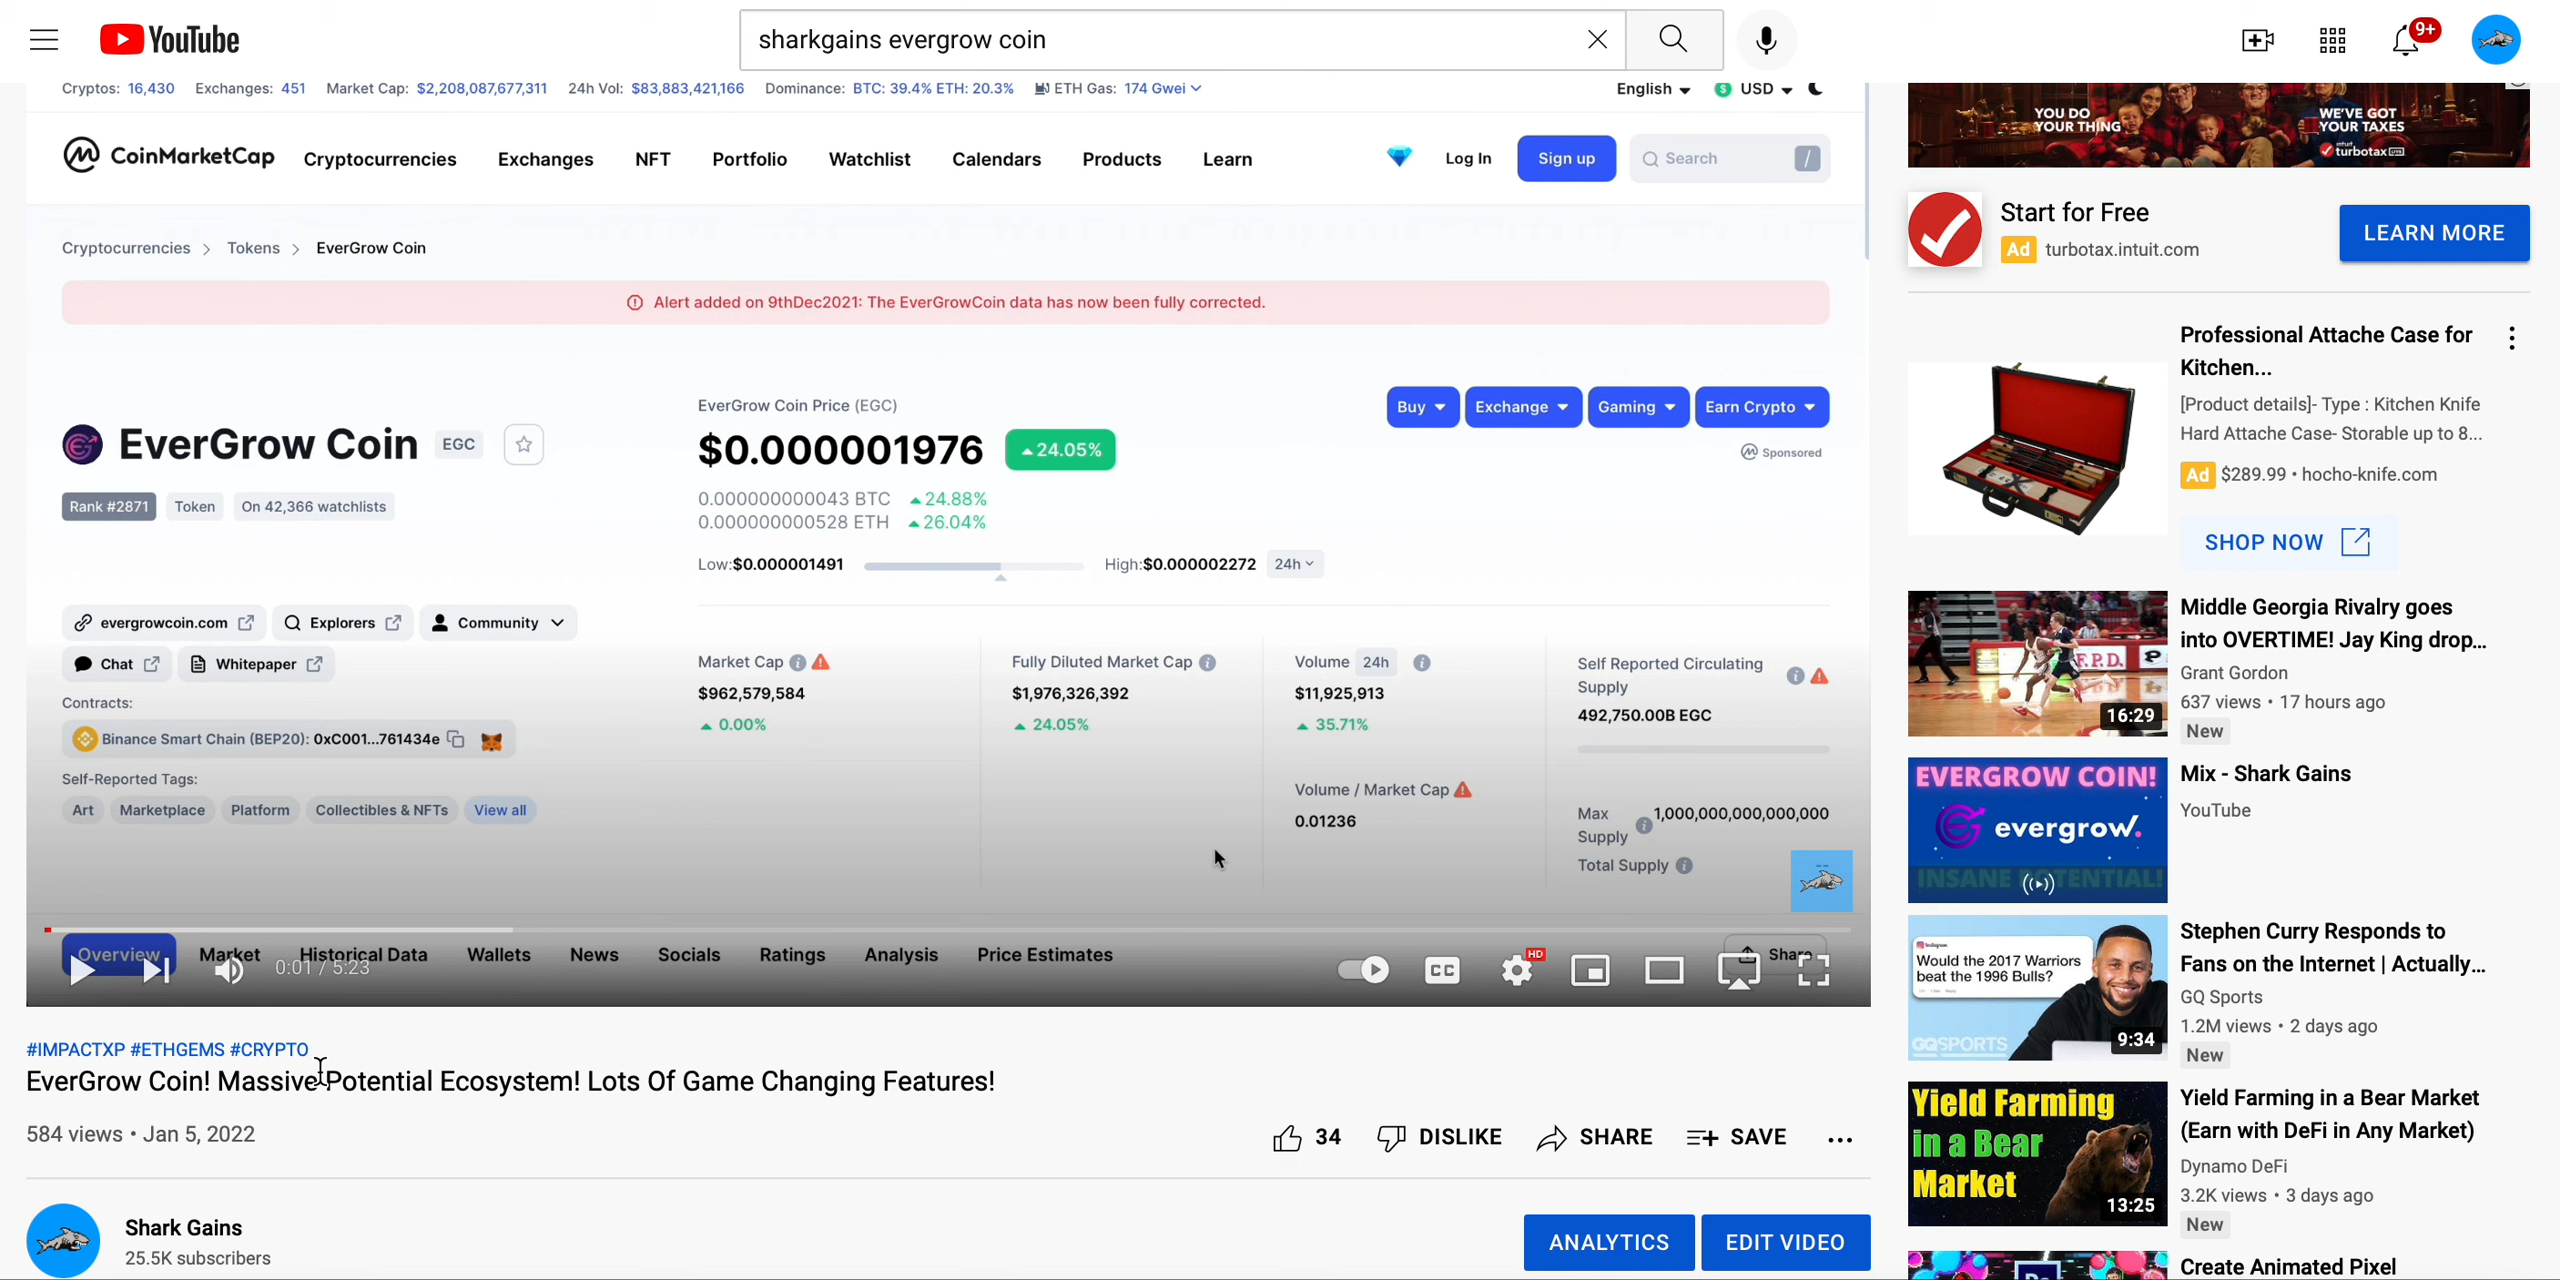 YouTube
sharkgains evergrow coin
9+
Cryptos: 16,430 Exchanges: 451 Market Cap: $2,208,087,677,311 24h Vol: $83,883,421,166 Dominance: BTC: 39.4% ETH: 20.3% ETH Gas: 174 Gwei
English USD
CoinMarketCap Cryptocurrencies Exchanges NFT Portfolio Watchlist Calendars Products Learn Log In Sign up Search /
Cryptocurrencies > Tokens > EverGrow Coin
Alert added on 9thDec2021: The EverGrowCoin data has now been fully corrected.
EverGrow Coin EGC
Rank #2871 Token On 42,366 watchlists
EverGrow Coin Price (EGC)
$0.000001976 24.05%
0.000000000043 BTC 24.88%
0.000000000528 ETH 26.04%
Low:$0.000001491 High:$0.000002272 24h
Buy Exchange Gaming Earn Crypto
Sponsored
evergrowcoin.com Explorers Community
Chat Whitepaper
Contracts:
Binance Smart Chain (BEP20): 0xC001...761434e
Self-Reported Tags:
Art Marketplace Platform Collectibles & NFTs View all
Market Cap
$962,579,584
0.00%
Fully Diluted Market Cap
$1,976,326,392
24.05%
Volume 24h
$11,925,913
35.71%
Volume / Market Cap
0.01236
Self Reported Circulating
Supply
492,750.00B EGC
Max
Supply
1,000,000,000,000,000
Total Supply
Overview Market Historical Data Wallets News Socials Ratings Analysis Price Estimates Share
0:01 / 5:23
CC HD
#IMPACTXP #ETHGEMS #CRYPTO
EverGrow Coin! Massive Potential Ecosystem! Lots Of Game Changing Features!
584 views • Jan 5, 2022
34 DISLIKE SHARE SAVE ...
Shark Gains
25.5K subscribers
ANALYTICS EDIT VIDEO
YOU DO
YOUR THING
WE'VE GOT
YOUR TAXES
intuit
turbotax LIVE
Start for Free
Ad turbotax.intuit.com
LEARN MORE
Professional Attache Case for
Kitchen...
[Product details]- Type : Kitchen Knife
Hard Attache Case- Storable up to 8...
Ad $289.99 • hocho-knife.com
SHOP NOW
F.P.D.
16:29
Middle Georgia Rivalry goes
into OVERTIME! Jay King drop...
Grant Gordon
637 views • 17 hours ago
New
EVERGROW COIN!
evergrow.
INSANE POTENTIAL!
Mix - Shark Gains
YouTube
Instagram
Would the 2017 Warriors
beat the 1996 Bulls?
GQSPORTS
9:34
Stephen Curry Responds to
Fans on the Internet | Actually...
GQ Sports
1.2M views • 2 days ago
New
Yield Farming
in a Bear
Market
13:25
Yield Farming in a Bear Market
(Earn with DeFi in Any Market)
Dynamo DeFi
3.2K views • 3 days ago
New
Create Animated Pixel